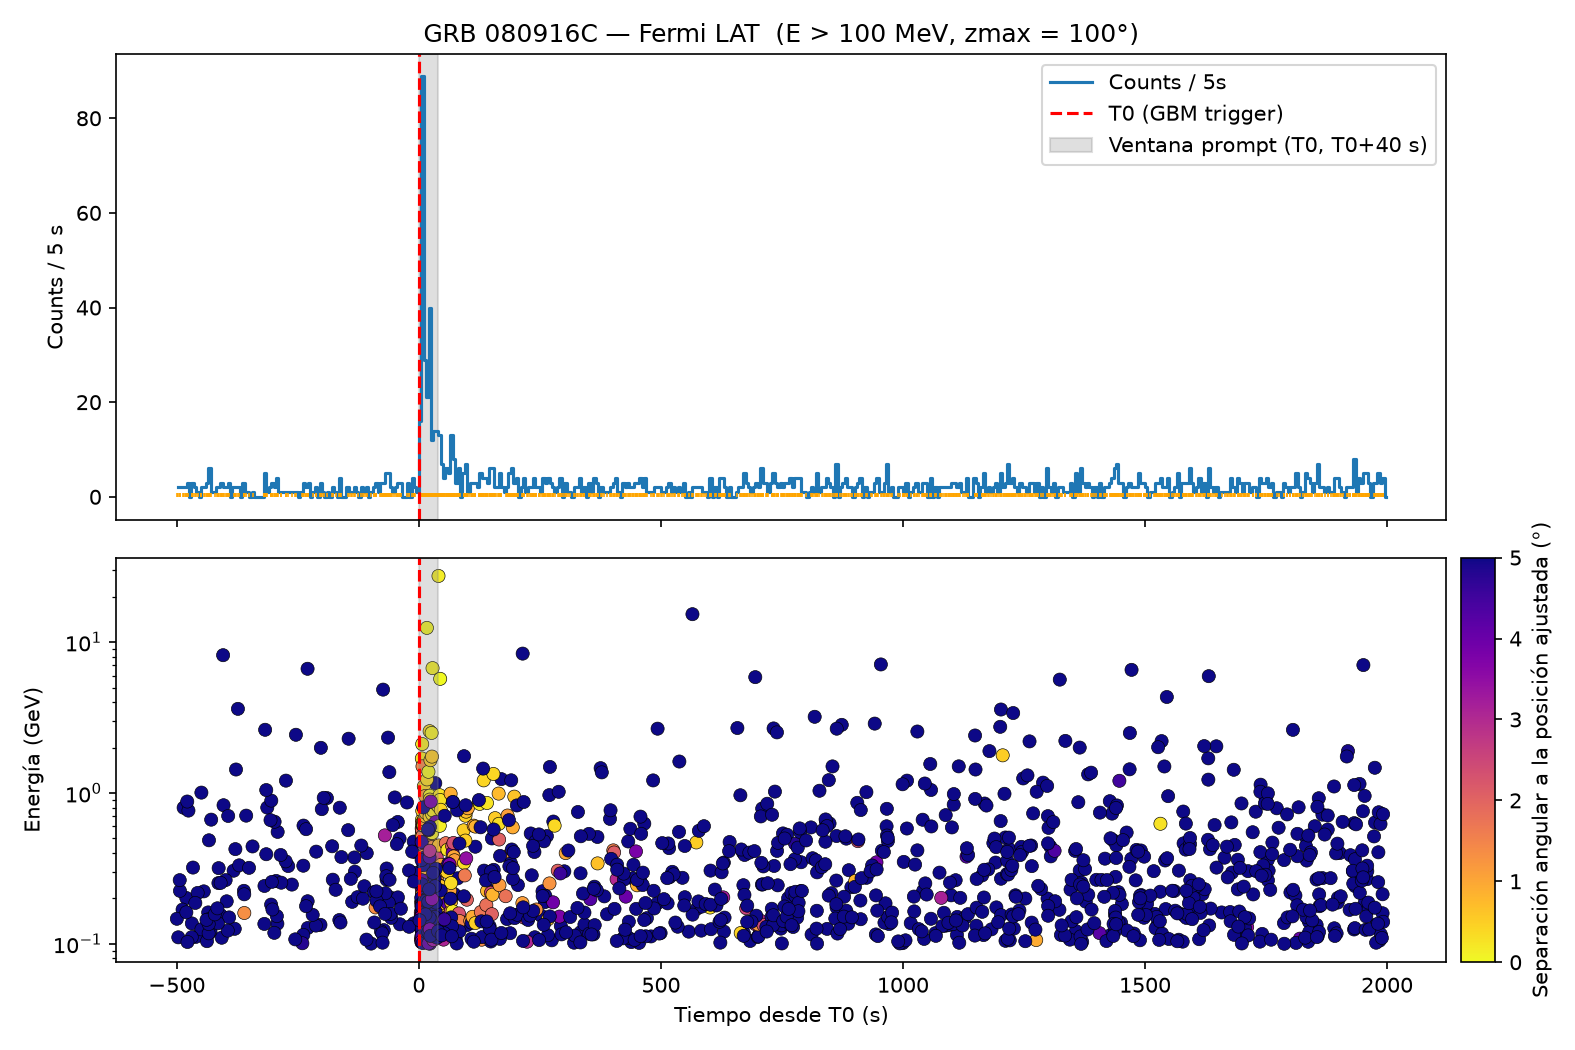 GRB 080916C — Fermi LAT  (E > 100 MeV, zmax = 100°)
Counts / 5s
T0 (GBM trigger)
Ventana prompt (T0, T0+40 s)
Counts / 5 s
80
60
40
20
0
Energía (GeV)
10¹
10⁰
10⁻¹
−500
0
500
1000
1500
2000
Tiempo desde T0 (s)
5
4
3
2
1
0
Separación angular a la posición ajustada (º)